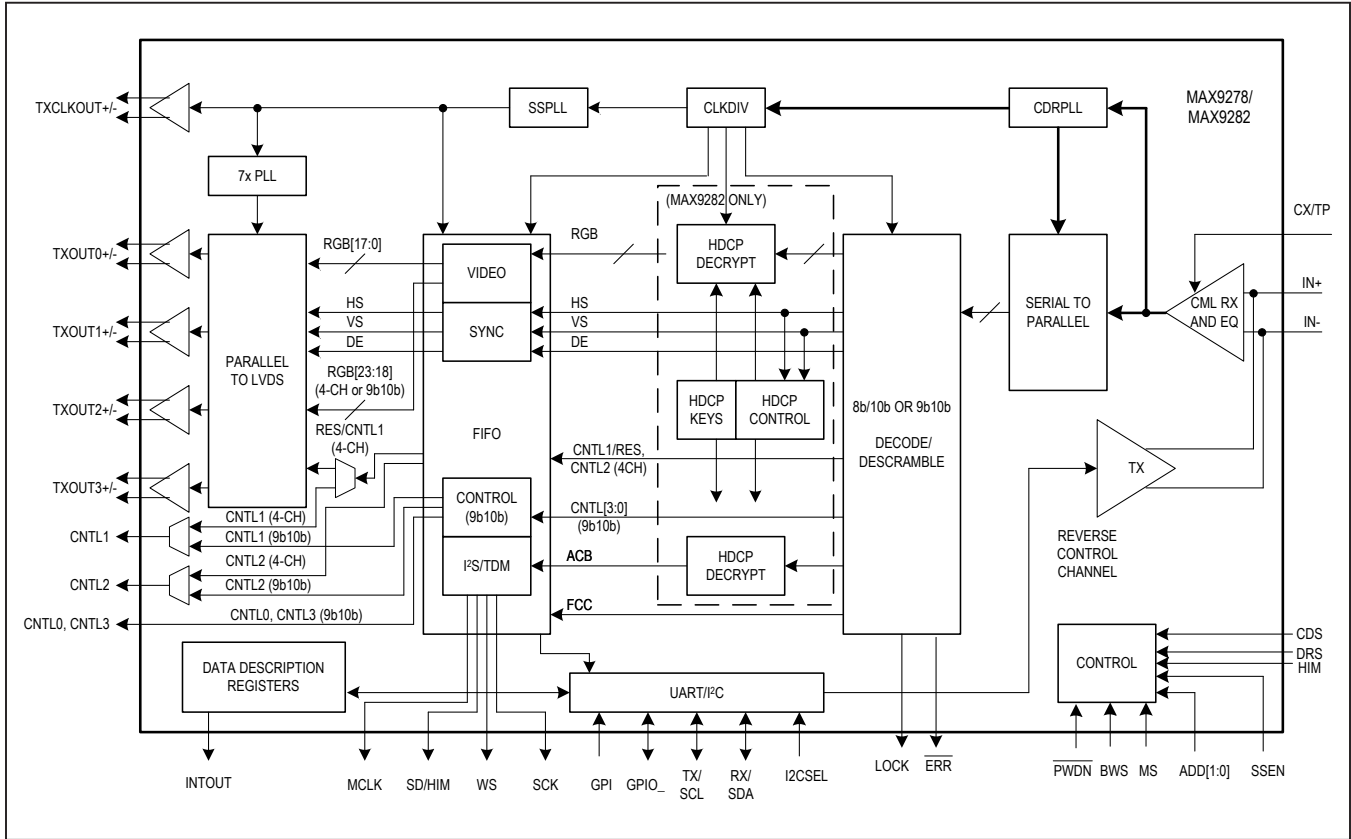 MAX9278/
MAX9282
TXCLKOUT+/-
SSPLL
CLKDIV
CDRPLL
7x PLL
(MAX9282 ONLY)
CX/TP
TXOUT0+/-
RGB[17:0]
VIDEO
RGB
HDCP
DECRYPT
IN+
IN-
CML RX
AND EQ
SERIAL TO
PARALLEL
TXOUT1+/-
HS
VS
DE
SYNC
HS
VS
DE
HS
VS
DE
PARALLEL
TO LVDS
RGB[23:18]
(4-CH or 9b10b)
TXOUT2+/-
RES/CNTL1
(4-CH)
FIFO
HDCP
KEYS
HDCP
CONTROL
8b/10b OR 9b10b
DECODE/
DESCRAMBLE
CNTL1/RES,
CNTL2 (4CH)
TX
TXOUT3+/-
CNTL1 (4-CH)
CNTL1
CNTL1 (9b10b)
CONTROL
(9b10b)
CNTL[3:0]
(9b10b)
REVERSE
CONTROL
CHANNEL
CNTL2 (4-CH)
CNTL2
CNTL2 (9b10b)
I²S/TDM
ACB
HDCP
DECRYPT
CNTL0, CNTL3
CNTL0, CNTL3 (9b10b)
FCC
CDS
DRS
HIM
CONTROL
DATA DESCRIPTION
REGISTERS
UART/I²C
INTOUT
MCLK
SD/HIM
WS
SCK
GPI
GPIO_
TX/
SCL
RX/
SDA
I2CSEL
LOCK
ERR
PWDN
BWS
MS
ADD[1:0]
SSEN